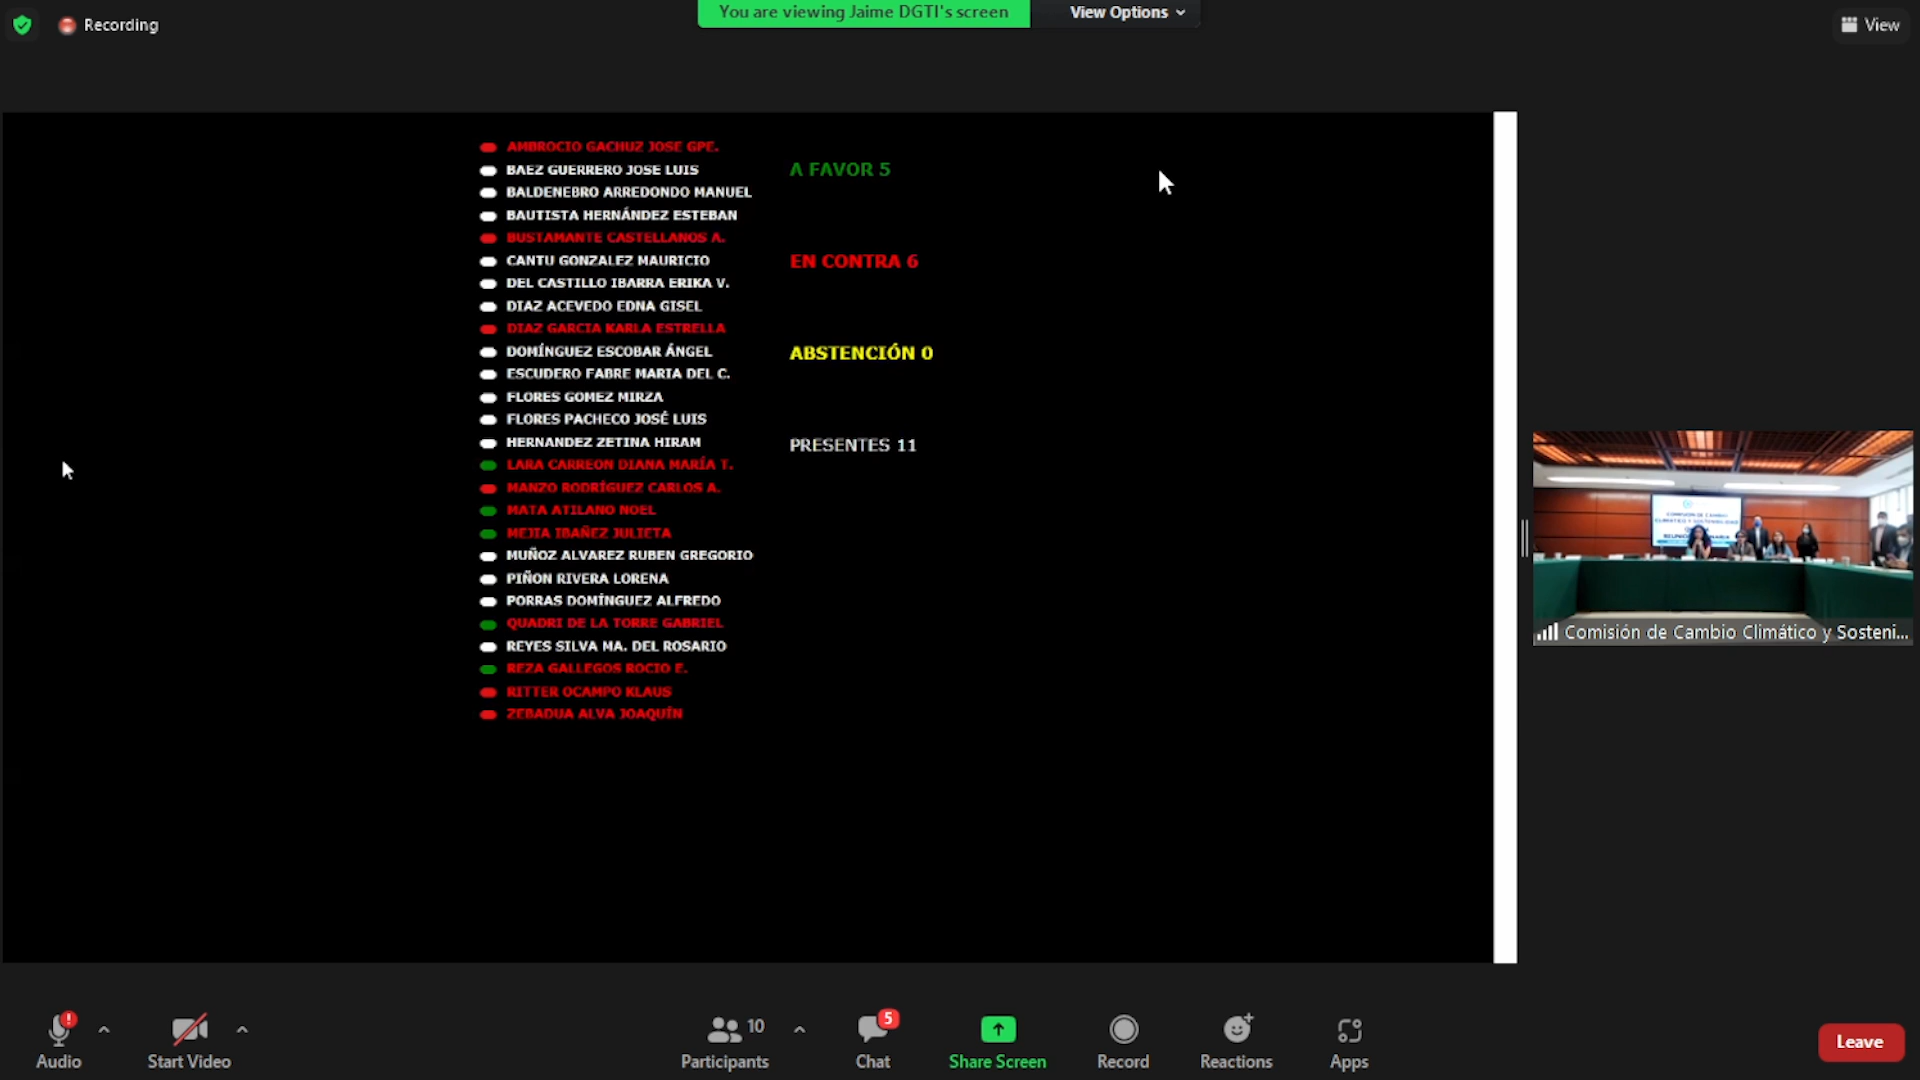 Recording
You are viewing Jaime DGTI's screen
View Options
View
AMBROCIO GACHUZ JOSE GPE.
BAEZ GUERRERO JOSE LUIS
BALDENEBRO ARREDONDO MANUEL
BAUTISTA HERNÁNDEZ ESTEBAN
BUSTAMANTE CASTELLANOS A.
CANTU GONZALEZ MAURICIO
DEL CASTILLO IBARRA ERIKA V.
DIAZ ACEVEDO EDNA GISEL
DIAZ GARCIA KARLA ESTRELLA
DOMÍNGUEZ ESCOBAR ÁNGEL
ESCUDERO FABRE MARIA DEL C.
FLORES GOMEZ MIRZA
FLORES PACHECO JOSÉ LUIS
HERNANDEZ ZETINA HIRAM
LARA CARREON DIANA MARÍA T.
MANZO RODRÍGUEZ CARLOS A.
MATA ATILANO NOEL
MEJIA IBAÑEZ JULIETA
MUÑOZ ALVAREZ RUBEN GREGORIO
PIÑON RIVERA LORENA
PORRAS DOMÍNGUEZ ALFREDO
QUADRI DE LA TORRE GABRIEL
REYES SILVA MA. DEL ROSARIO
REZA GALLEGOS ROCIO E.
RITTER OCAMPO KLAUS
ZEBADUA ALVA JOAQUÍN
A FAVOR 5
EN CONTRA 6
ABSTENCIÓN 0
PRESENTES 11
COMISIÓN DE CAMBIO
CLIMÁTICO Y SOSTENIBILIDAD
Comisión de Cambio Climático y Sosteni...
Audio
Start Video
10
Participants
5
Chat
Share Screen
Record
Reactions
Apps
Leave